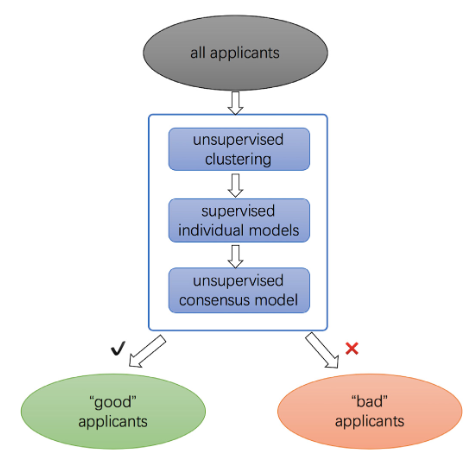 all applicants
unsupervised
clustering
supervised
individual models
unsupervised
consensus model
“good”
applicants
“bad”
applicants